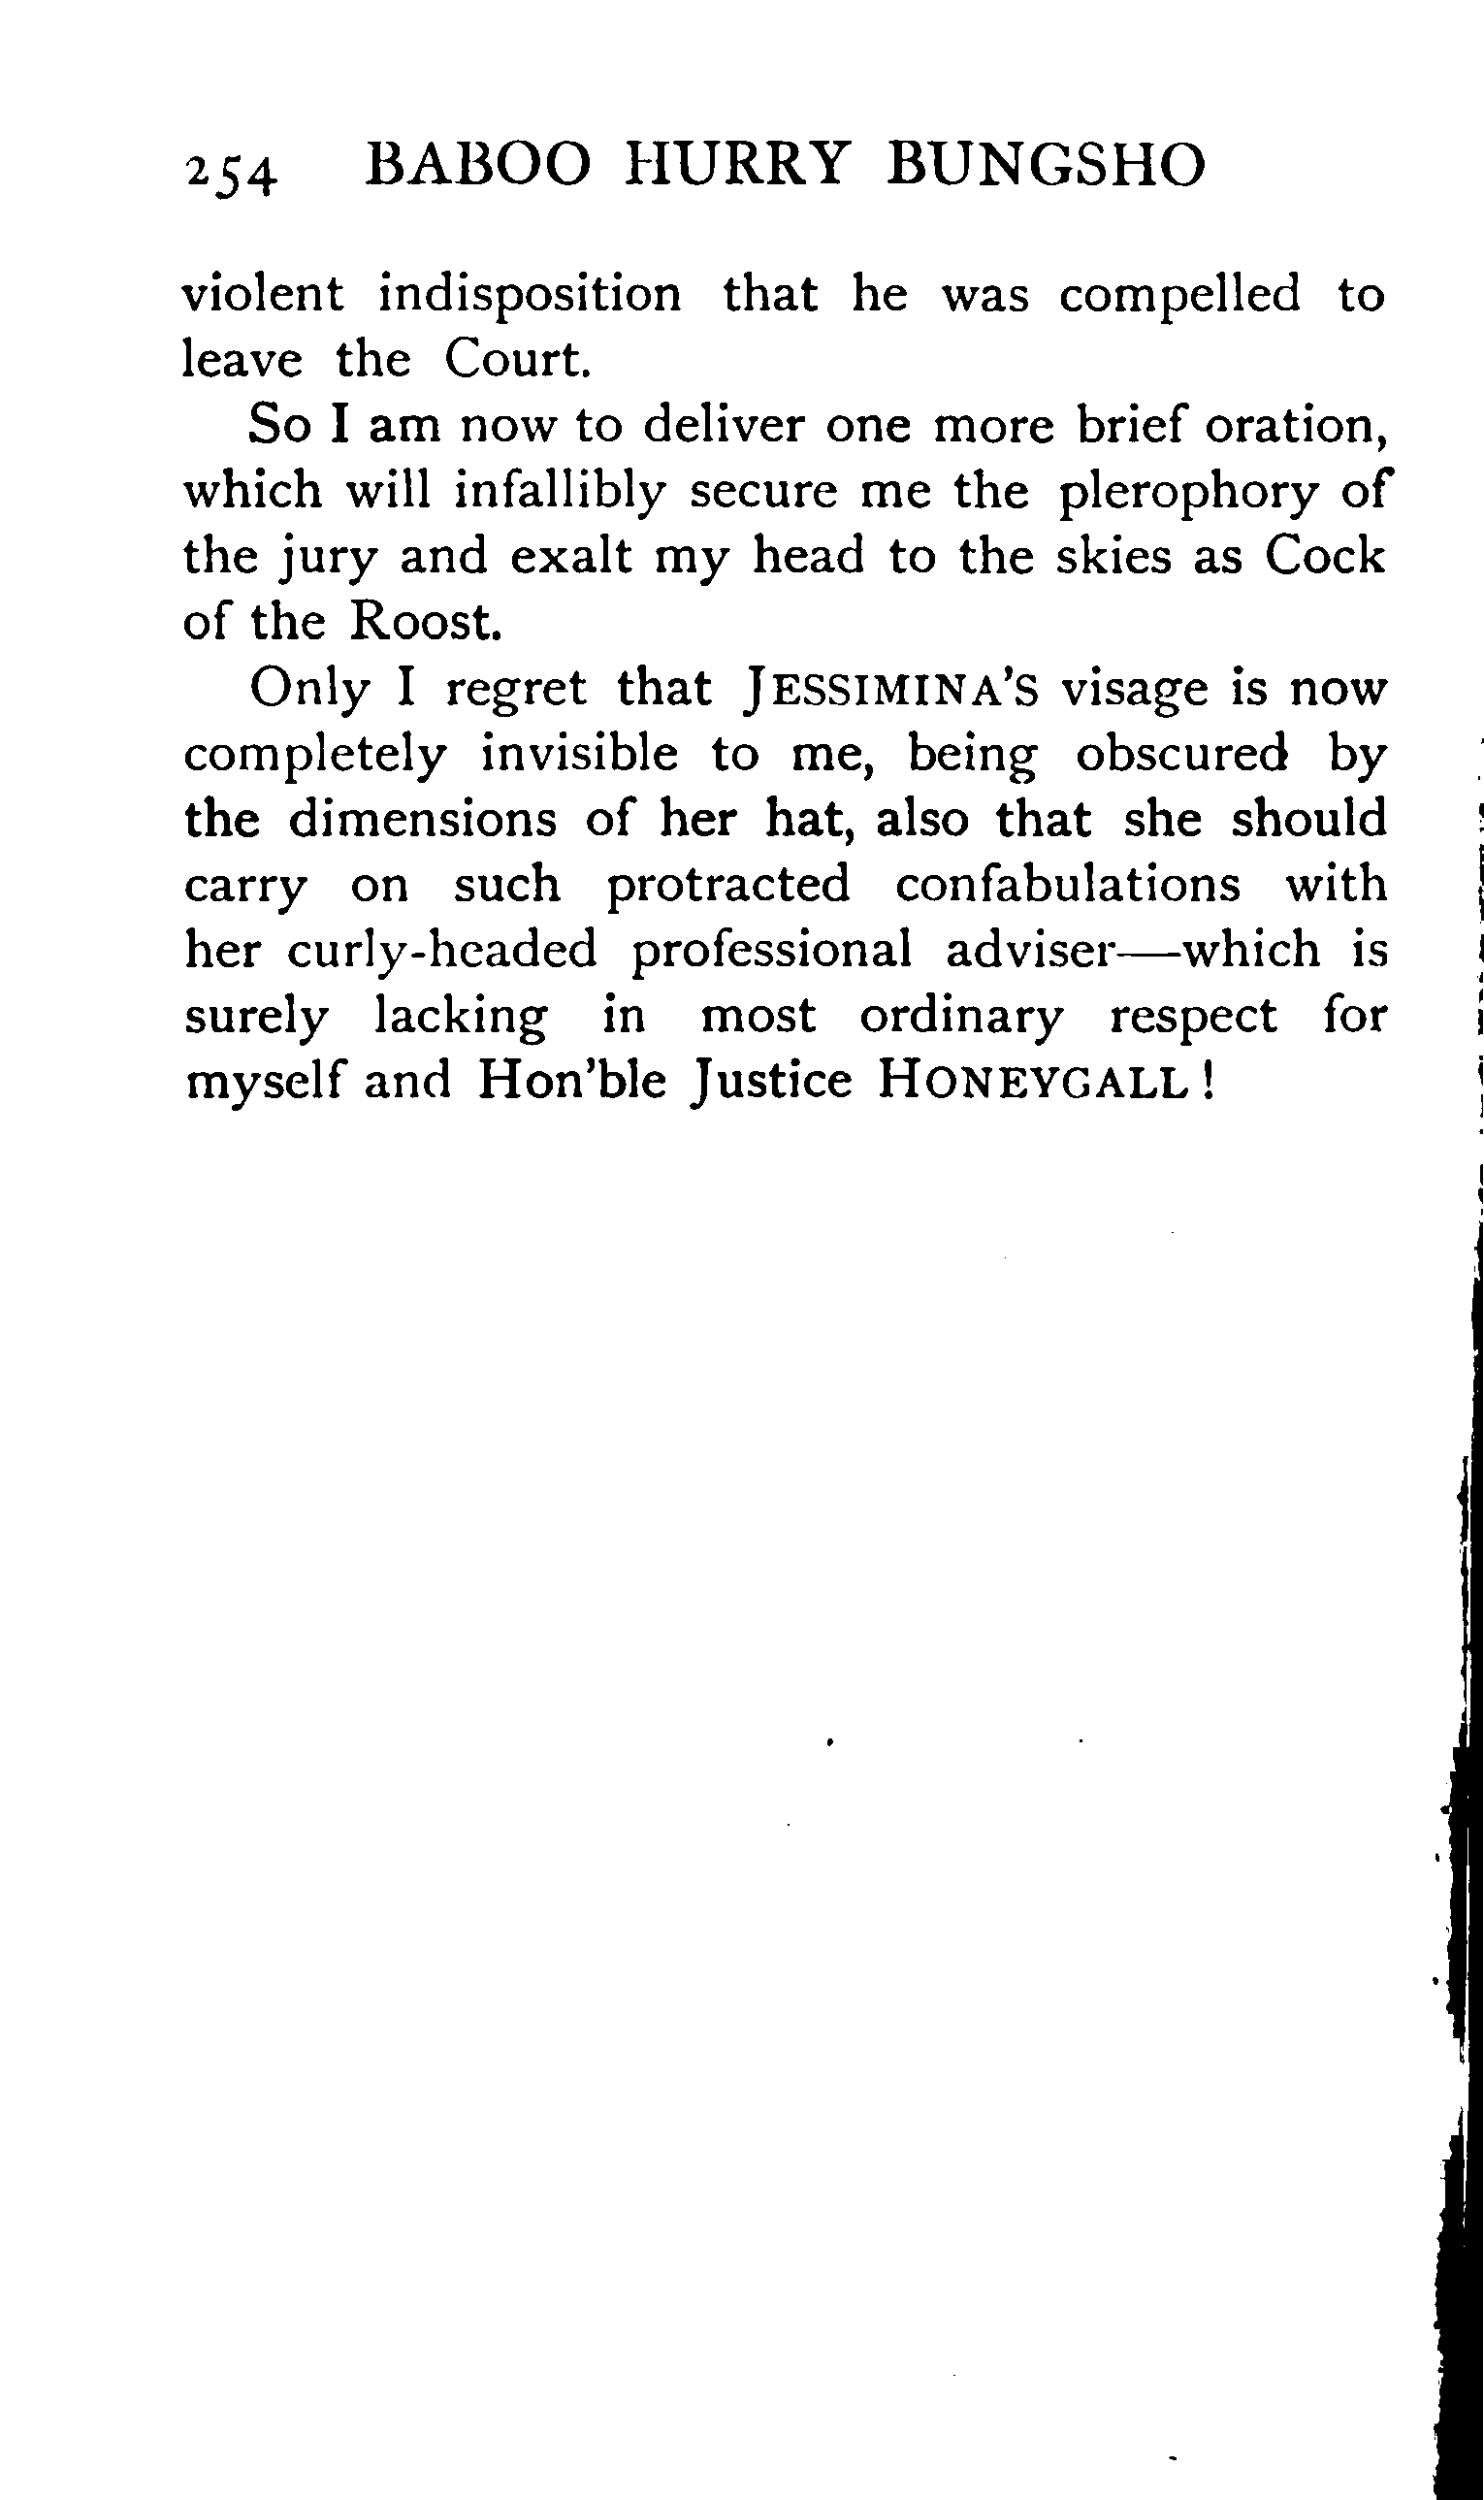 254 BABOO HURRY BUNGSHO
violent indisposition that he was compelled to
leave the Court.
So I am now to deliver one more brief oration,
which will infallibly secure me the plerophory of
the jury and exalt my head to the skies as Cock
of the Roost.
Only I regret that JESSIMINA'S visage is now
completely invisible to me, being obscured by
the dimensions of her hat, also that she should
carry on such protracted confabulations with
her curly-headed professional adviser—which is
surely lacking in most ordinary respect for
myself and Hon'ble Justice HONEYGALL!